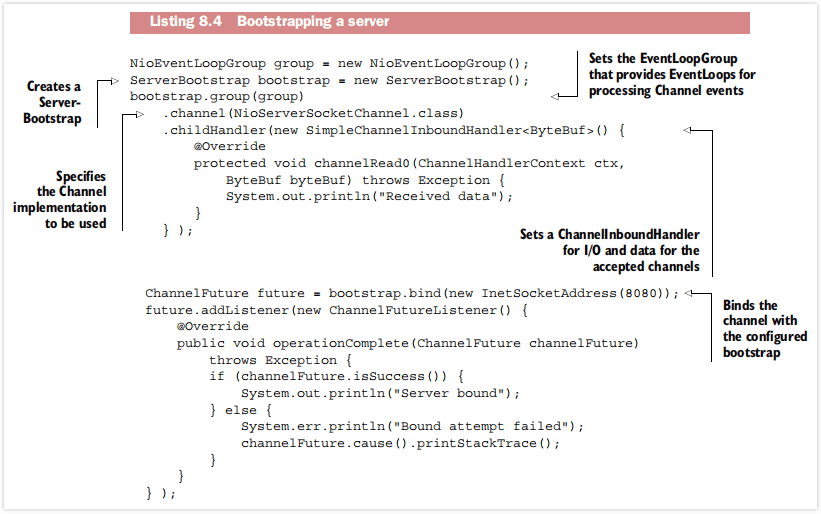 Listing 8.4 Bootstrapping a server
NioEventLoopGroup group = new NioEventLoopGroup();
ServerBootstrap bootstrap = new ServerBootstrap();
bootstrap.group(group)
.channel(NioServerSocketChannel.class)
.childHandler(new SimpleChannelInboundHandler<ByteBuf>() {
@Override
protected void channelRead0(ChannelHandlerContext ctx,
ByteBuf byteBuf) throws Exception {
System.out.println("Received data");
}
} );
Creates a
Server-
Bootstrap
Sets the EventLoopGroup
that provides EventLoops for
processing Channel events
Specifies
the Channel
implementation
to be used
Sets a ChannelInboundHandler
for I/O and data for the
accepted channels
ChannelFuture future = bootstrap.bind(new InetSocketAddress(8080));
future.addListener(new ChannelFutureListener() {
@Override
public void operationComplete(ChannelFuture channelFuture)
throws Exception {
if (channelFuture.isSuccess()) {
System.out.println("Server bound");
} else {
System.err.println("Bound attempt failed");
channelFuture.cause().printStackTrace();
}
}
} );
Binds the
channel with
the configured
bootstrap